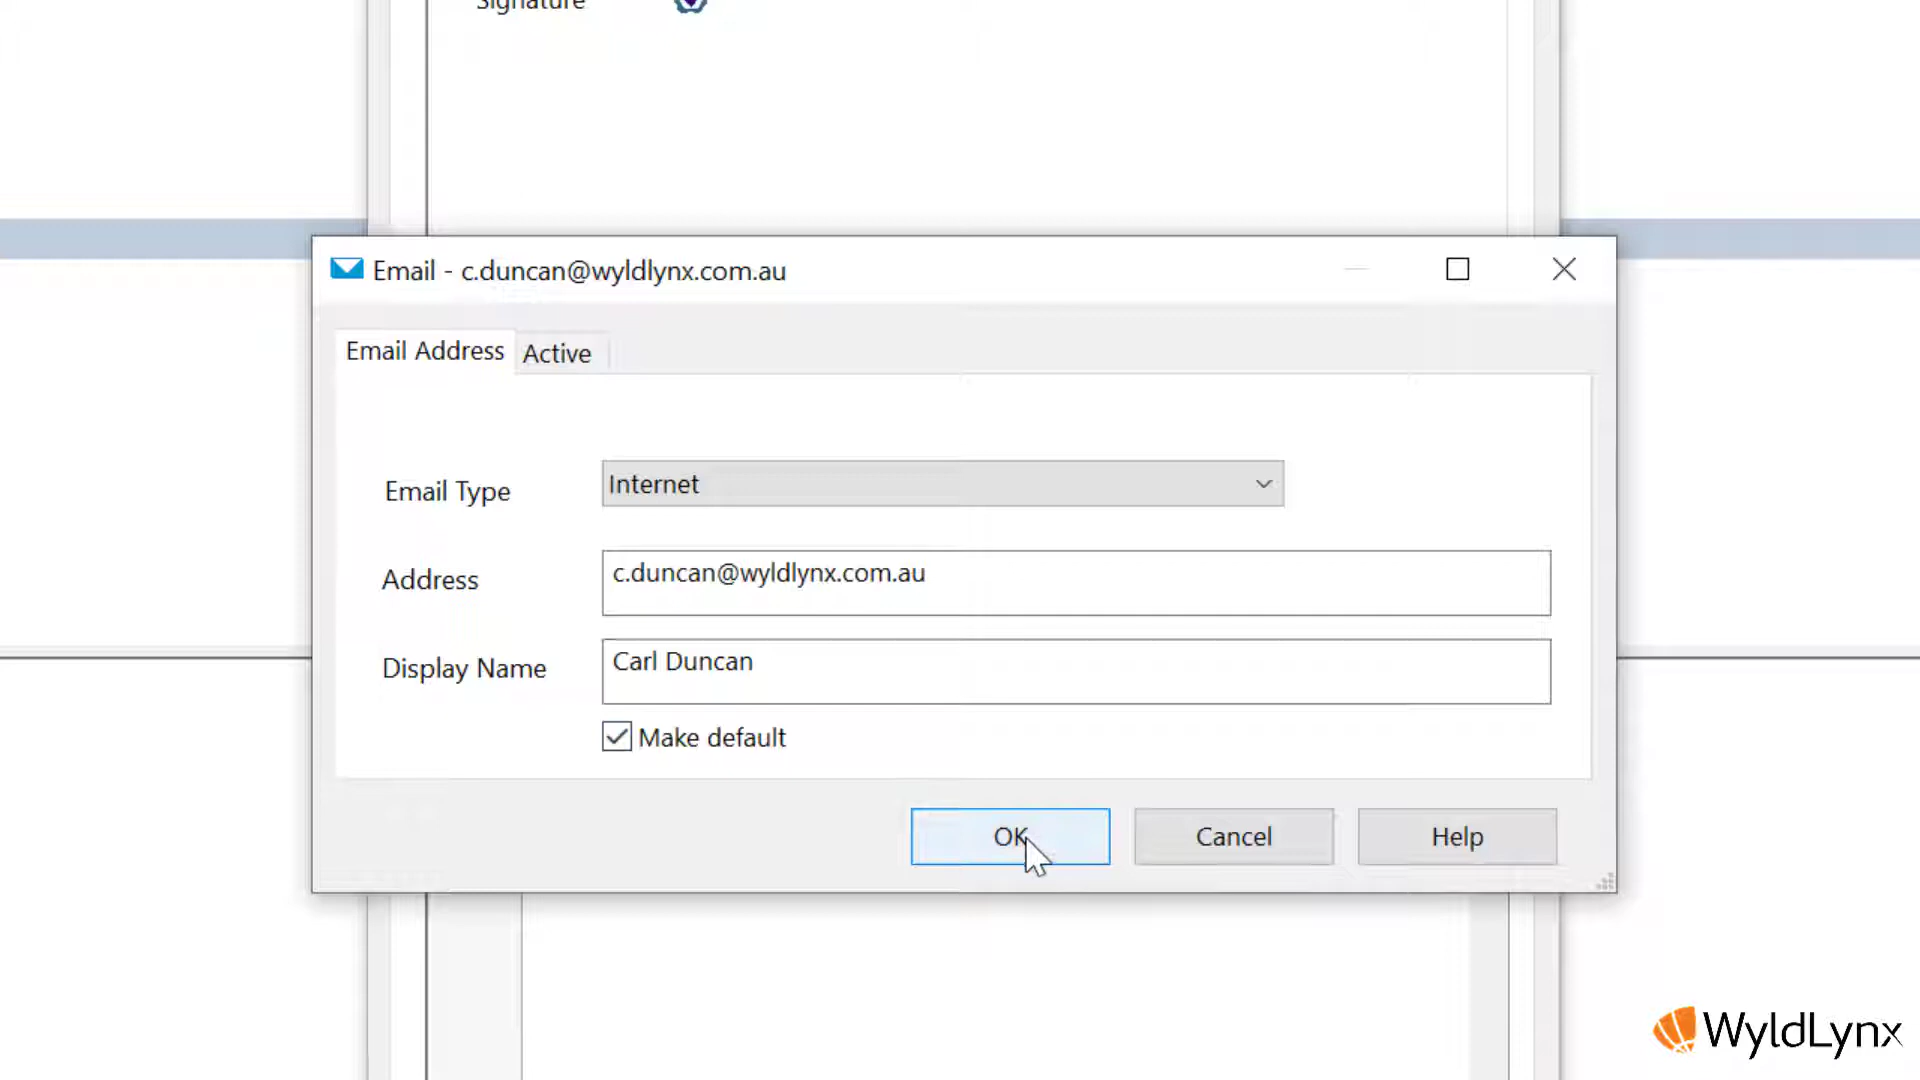 Signature
Email - c.duncan@wyldlynx.com.au
Email Address
Active
Email Type
Internet
Address
c.duncan@wyldlynx.com.au
Display Name
Carl Duncan
Make default
OK
Cancel
Help
WyldLynx